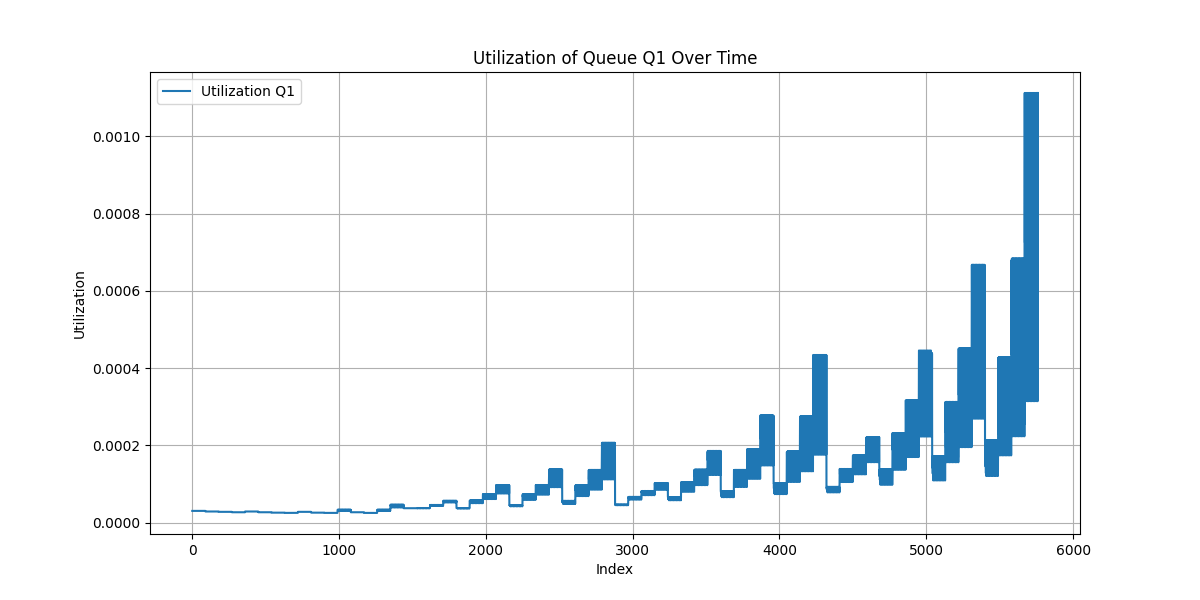 Utilization of Queue Q1 Over Time
Utilization Q1
0.0010
0.0008
0.0006
0.0004
0.0002
0.0000
Utilization
0 1000 2000 3000 4000 5000 6000
Index